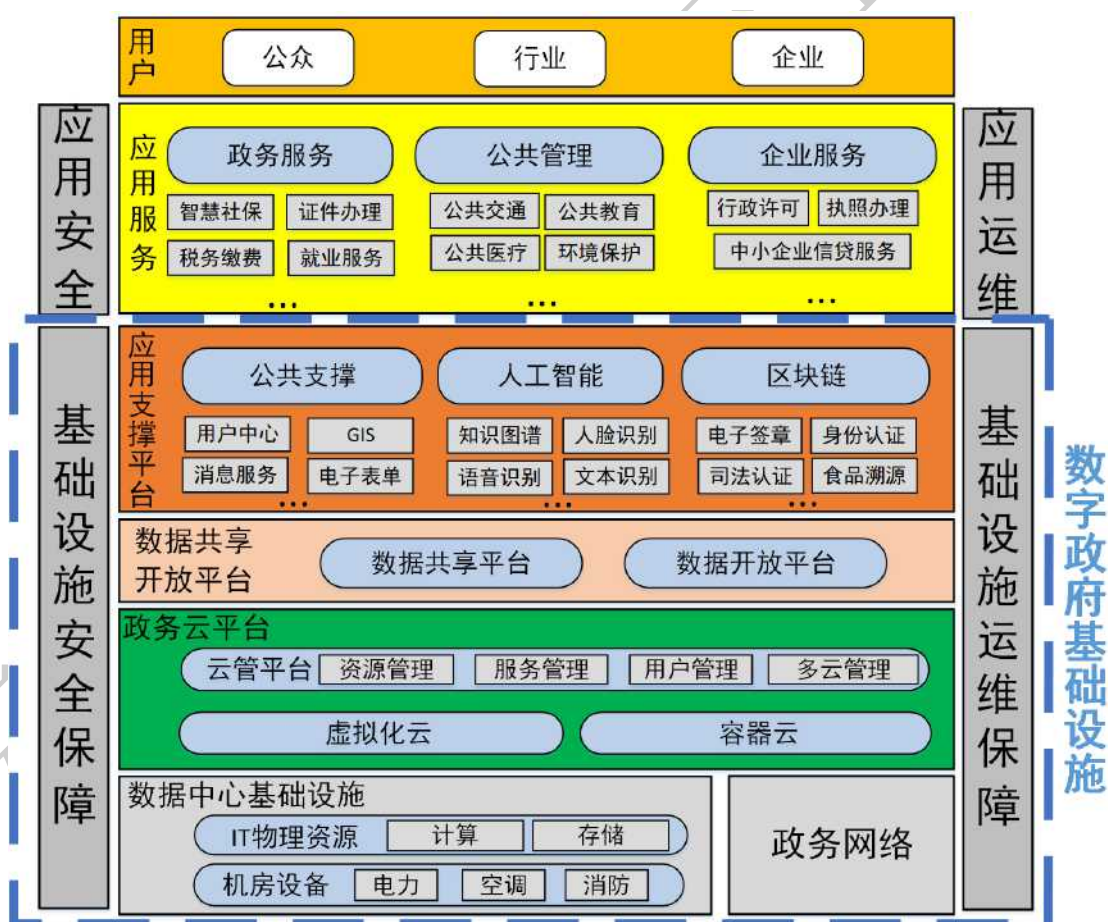 用户
公众
行业
企业
应用安全
应用服务
政务服务
智慧社保
证件办理
税务缴费
就业服务
...
公共管理
公共交通
公共教育
公共医疗
环境保护
...
企业服务
行政许可
执照办理
中小企业信贷服务
...
应用运维
基础设施安全保障
应用支撑平台
公共支撑
用户中心
GIS
消息服务
电子表单
...
人工智能
知识图谱
人脸识别
语音识别
文本识别
...
区块链
电子签章
身份认证
司法认证
食品溯源
...
数据共享
开放平台
数据共享平台
数据开放平台
政务云平台
云管平台
资源管理
服务管理
用户管理
多云管理
虚拟化云
容器云
数据中心基础设施
IT物理资源
计算
存储
机房设备
电力
空调
消防
政务网络
基础设施运维保障
数字政府基础设施